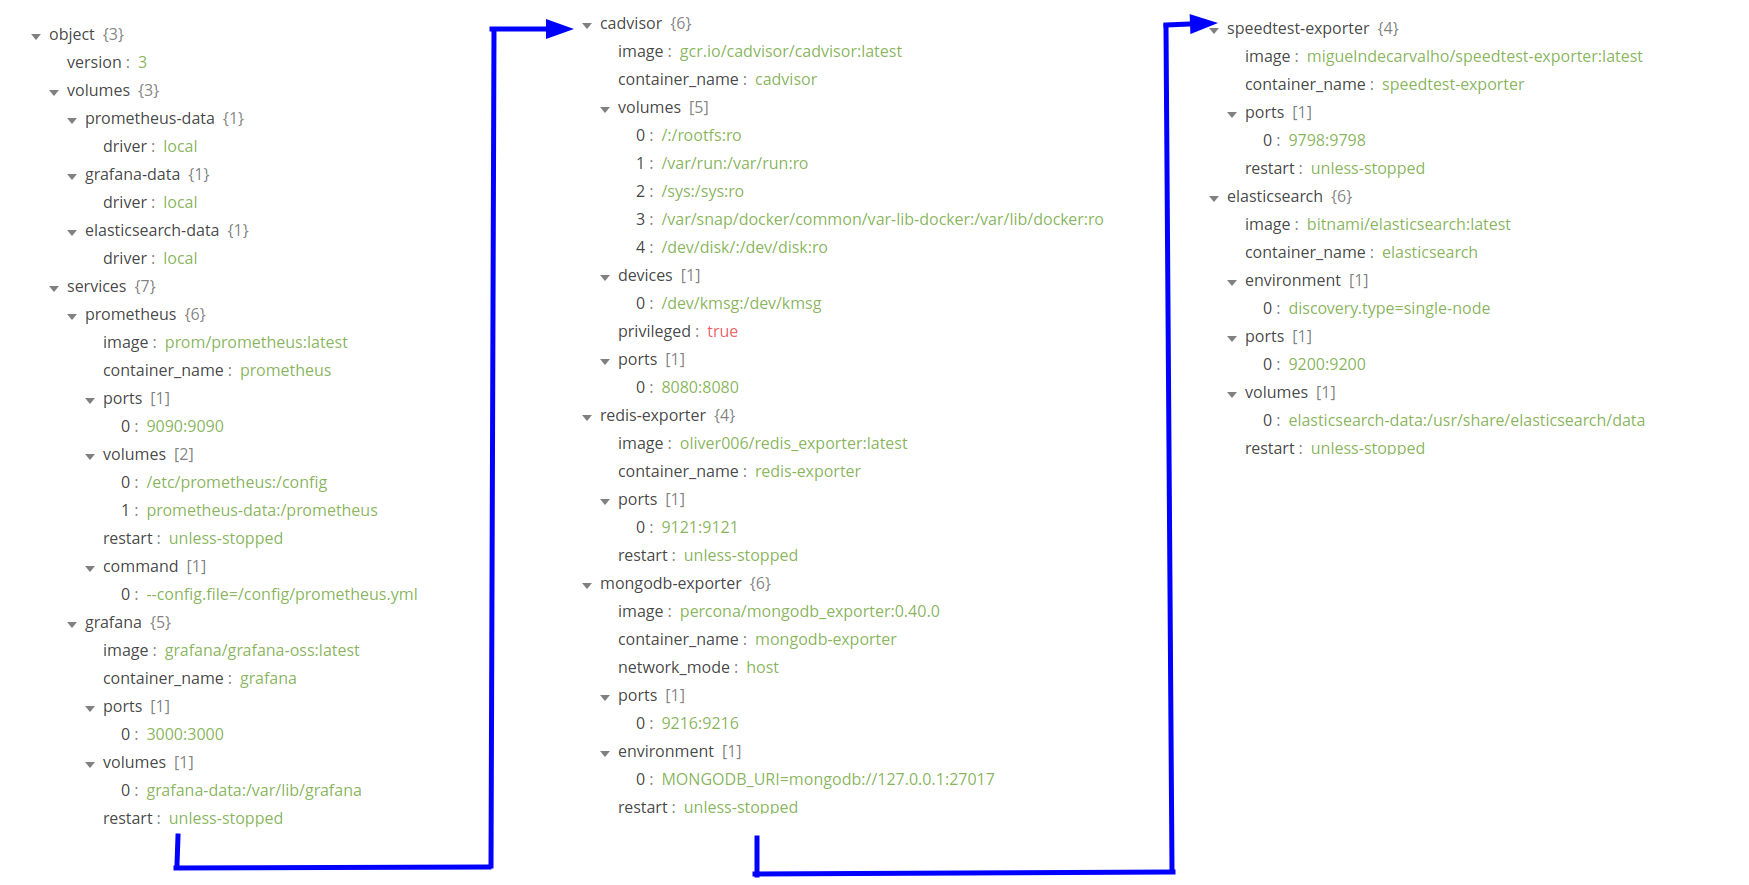 object {3}
version : 3
volumes {3}
prometheus-data {1}
driver : local
grafana-data {1}
driver : local
elasticsearch-data {1}
driver : local
services {7}
prometheus {6}
image : prom/prometheus:latest
container_name : prometheus
ports [1]
0 : 9090:9090
volumes [2]
0 : /etc/prometheus:/config
1 : prometheus-data:/prometheus
restart : unless-stopped
command [1]
0 : --config.file=/config/prometheus.yml
grafana {5}
image : grafana/grafana-oss:latest
container_name : grafana
ports [1]
0 : 3000:3000
volumes [1]
0 : grafana-data:/var/lib/grafana
restart : unless-stopped
cadvisor {6}
image : gcr.io/cadvisor/cadvisor:latest
container_name : cadvisor
volumes [5]
0 : /:/rootfs:ro
1 : /var/run:/var/run:ro
2 : /sys:/sys:ro
3 : /var/snap/docker/common/var-lib-docker:/var/lib/docker:ro
4 : /dev/disk/:/dev/disk:ro
devices [1]
0 : /dev/kmsg:/dev/kmsg
privileged : true
ports [1]
0 : 8080:8080
redis-exporter {4}
image : oliver006/redis_exporter:latest
container_name : redis-exporter
ports [1]
0 : 9121:9121
restart : unless-stopped
mongodb-exporter {6}
image : percona/mongodb_exporter:0.40.0
container_name : mongodb-exporter
network_mode : host
ports [1]
0 : 9216:9216
environment [1]
0 : MONGODB_URI=mongodb://127.0.0.1:27017
restart : unless-stopped
speedtest-exporter {4}
image : miguelndecarvalho/speedtest-exporter:latest
container_name : speedtest-exporter
ports [1]
0 : 9798:9798
restart : unless-stopped
elasticsearch {6}
image : bitnami/elasticsearch:latest
container_name : elasticsearch
environment [1]
0 : discovery.type=single-node
ports [1]
0 : 9200:9200
volumes [1]
0 : elasticsearch-data:/usr/share/elasticsearch/data
restart : unless-stopped